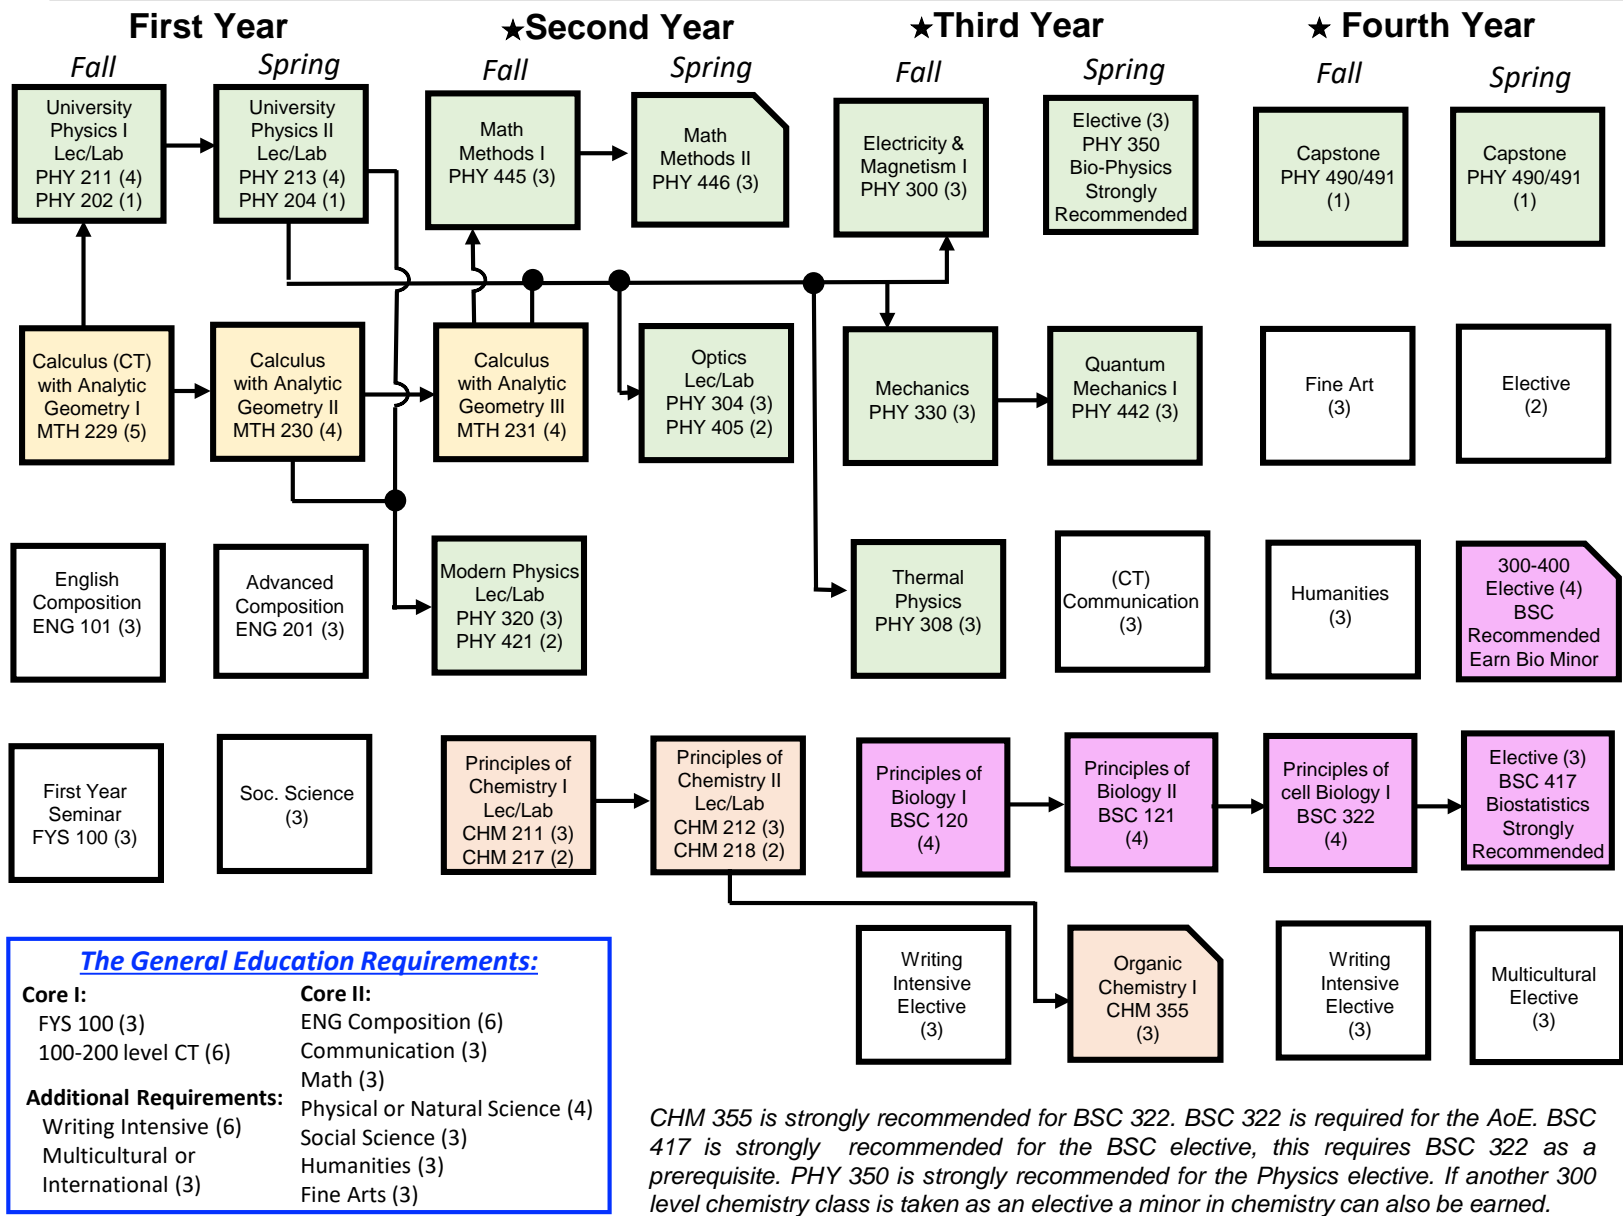 First Year
★Second Year
★Third Year
★ Fourth Year
Fall
Spring
Fall
Spring
Fall
Spring
Fall
Spring
University
Physics I
Lec/Lab
PHY 211 (4)
PHY 202 (1)
University
Physics II
Lec/Lab
PHY 213 (4)
PHY 204 (1)
Math
Methods I
PHY 445 (3)
Math
Methods II
PHY 446 (3)
Electricity &
Magnetism I
PHY 300 (3)
Elective (3)
PHY 350
Bio-Physics
Strongly
Recommended
Capstone
PHY 490/491
(1)
Capstone
PHY 490/491
(1)
Calculus (CT)
with Analytic
Geometry I
MTH 229 (5)
Calculus
with Analytic
Geometry II
MTH 230 (4)
Calculus
with Analytic
Geometry III
MTH 231 (4)
Optics
Lec/Lab
PHY 304 (3)
PHY 405 (2)
Mechanics
PHY 330 (3)
Quantum
Mechanics I
PHY 442 (3)
Fine Art
(3)
Elective
(2)
English
Composition
ENG 101 (3)
Advanced
Composition
ENG 201 (3)
Modern Physics
Lec/Lab
PHY 320 (3)
PHY 421 (2)
Thermal
Physics
PHY 308 (3)
(CT)
Communication
(3)
Humanities
(3)
300-400
Elective (4)
BSC
Recommended
Earn Bio Minor
First Year
Seminar
FYS 100 (3)
Soc. Science
(3)
Principles of
Chemistry I
Lec/Lab
CHM 211 (3)
CHM 217 (2)
Principles of
Chemistry II
Lec/Lab
CHM 212 (3)
CHM 218 (2)
Principles of
Biology I
BSC 120
(4)
Principles of
Biology II
BSC 121
(4)
Principles of
cell Biology I
BSC 322
(4)
Elective (3)
BSC 417
Biostatistics
Strongly
Recommended
Writing
Intensive
Elective
(3)
Organic
Chemistry I
CHM 355
(3)
Writing
Intensive
Elective
(3)
Multicultural
Elective
(3)
The General Education Requirements:
Core I:
FYS 100 (3)
100-200 level CT (6)
Additional Requirements:
Writing Intensive (6)
Multicultural or
International (3)
Core II:
ENG Composition (6)
Communication (3)
Math (3)
Physical or Natural Science (4)
Social Science (3)
Humanities (3)
Fine Arts (3)
CHM 355 is strongly recommended for BSC 322. BSC 322 is required for the AoE. BSC
417 is strongly recommended for the BSC elective, this requires BSC 322 as a
prerequisite. PHY 350 is strongly recommended for the Physics elective. If another 300
level chemistry class is taken as an elective a minor in chemistry can also be earned.